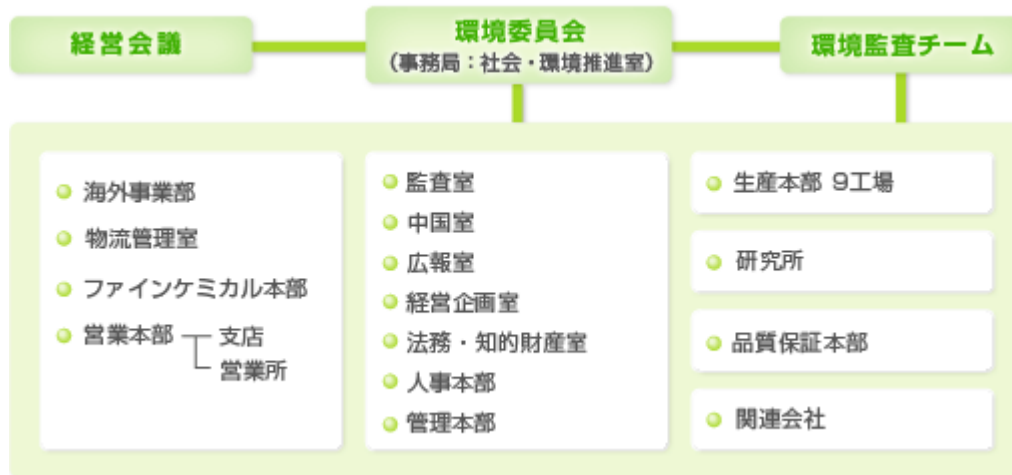 経営会議
環境委員会
（事務局：社会・環境推進室）
環境監査チーム
海外事業部
物流管理室
ファインケミカル本部
営業本部 支店
営業所
監査室
中国室
広報室
経営企画室
法務・知的財産室
人事本部
管理本部
生産本部 9工場
研究所
品質保証本部
関連会社